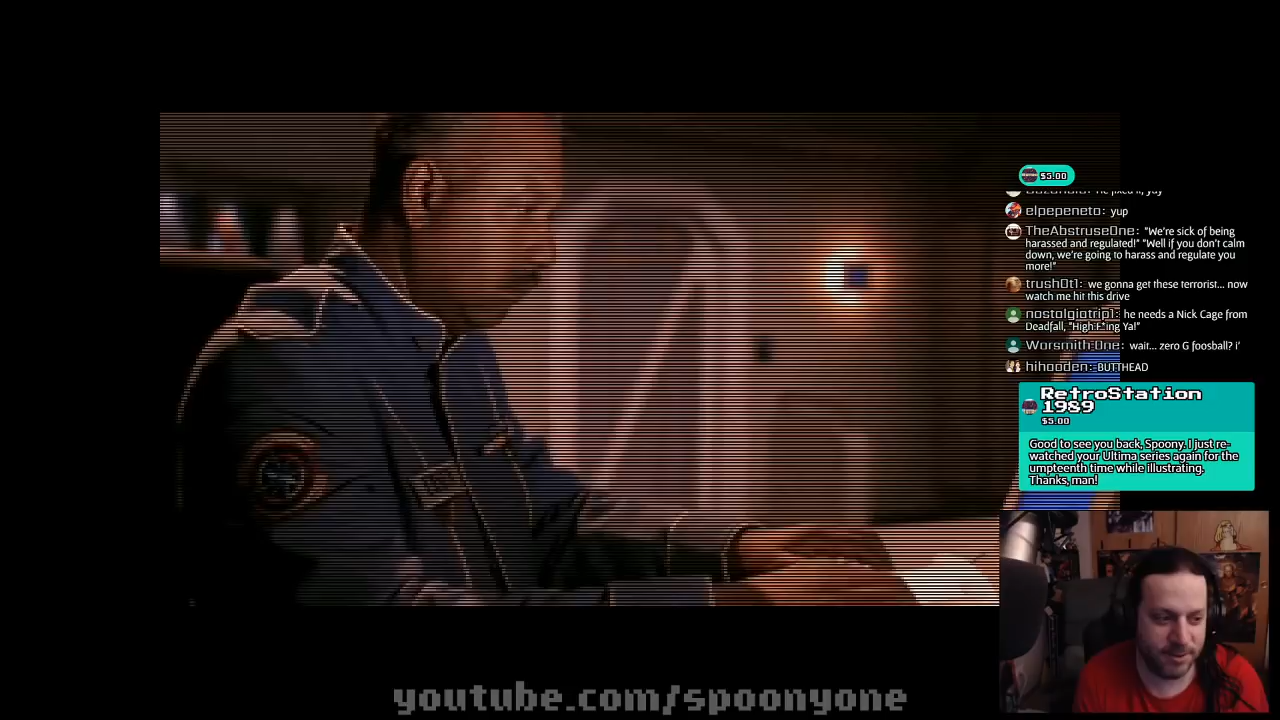 $5.00
elpepeneto: yup
TheAbstruseOne: "We're sick of being
harassed and regulated!" "Well if you don't calm
down, we're going to harass and regulate you
more!"
trush0t1: we gonna get these terrorist... now
watch me hit this drive
nostalgiatrip1: he needs a Nick Cage from
Deadfall, "High F*ing Ya!"
Worsmith One: wait... zero G foosball? i'
hihooden: BUTTHEAD
RetroStation
1989
$5.00
Good to see you back, Spoony. I just re-
watched your Ultima series again for the
umpteenth time while illustrating.
Thanks, man!
youtube.com/spoonyone